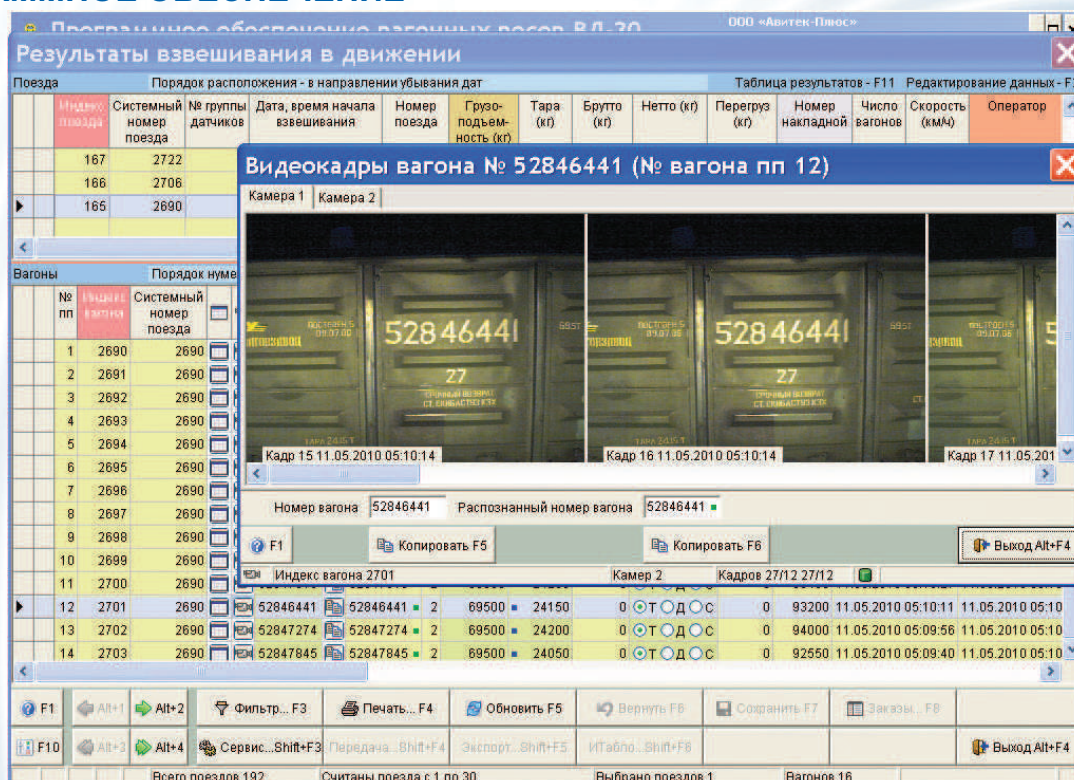 ООО «Авитек-Плюс»
Результаты взвешивания в движении
Поезда Порядок расположения - в направлении убывания дат Таблица результатов - F11 Редактирование данных - F
Индекс поезда Системный номер поезда № группы датчиков Дата, время начала взвешивания Номер поезда Грузо-подъем-ность (кг) Тара (кг) Брутто (кг) Нетто (кг) Перегруз (кг) Номер накладной Число вагонов Скорость (км/ч) Оператор
167 2722
166 2706
165 2690
Видеокадры вагона № 52846441 (№ вагона пп 12)
Камера 1 Камера 2
52846441 52846441
27 27
Кадр 15 11.05.2010 05:10:14 Кадр 16 11.05.2010 05:10:14 Кадр 17 11.05.201
Номер вагона 52846441 Распознанный номер вагона 52846441
F1 Копировать F5 Копировать F6 Выход Alt+F4
Индекс вагона 2701 Камер 2 Кадров 27/12 27/12
Вагоны Порядок нуме
№ пп Индекс вагона Системный номер поезда
1 2690 2690
2 2691 2690
3 2692 2690
4 2693 2690
5 2694 2690
6 2695 2690
7 2696 2690
8 2697 2690
9 2698 2690
10 2699 2690
11 2700 2690
12 2701 2690 52846441 52846441 2 69500 24150 0 Т Д С 0 93200 11.05.2010 05:10:11 11.05.2010 05:10
13 2702 2690 52847274 52847274 2 69500 24200 0 Т Д С 0 94000 11.05.2010 05:09:56 11.05.2010 05:10
14 2703 2690 52847845 52847845 2 69500 24050 0 Т Д С 0 92550 11.05.2010 05:09:40 11.05.2010 05:10
F1 Alt+1 Alt+2 Фильтр... F3 Печать... F4 Обновить F5 Вернуть F6 Сохранить F7 Заказы... F8
F10 Alt+3 Alt+4 Сервис...Shift+F3 Передача...Shift+F4 Экспорт...Shift+F5 ИТабло...Shift+F6 Выход Alt+F4
Всего поездов 192 Считаны поезда с 1 по 30 Выбрано поездов 1 Вагонов 16